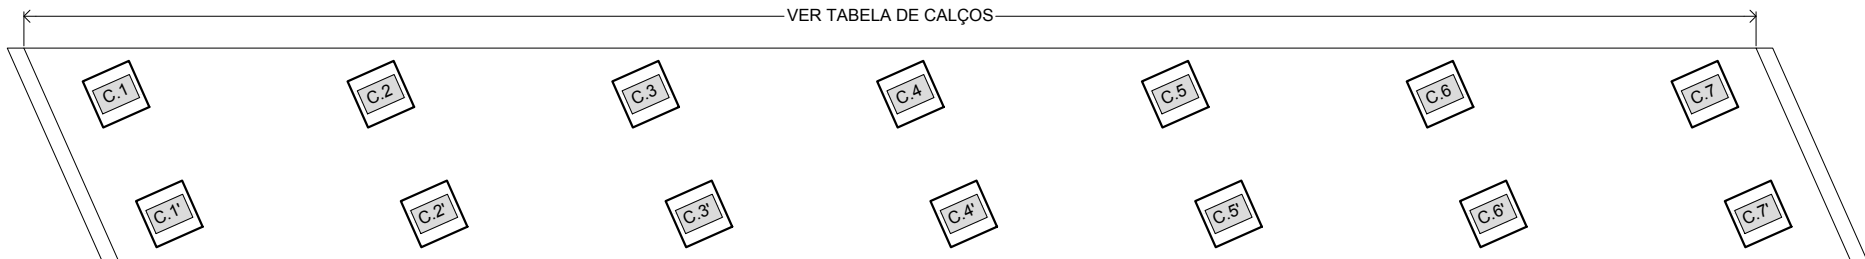 VER TABELA DE CALÇOS
C.1 C.2 C.3 C.4 C.5 C.6 C.7
C.1' C.2' C.3' C.4' C.5' C.6' C.7'